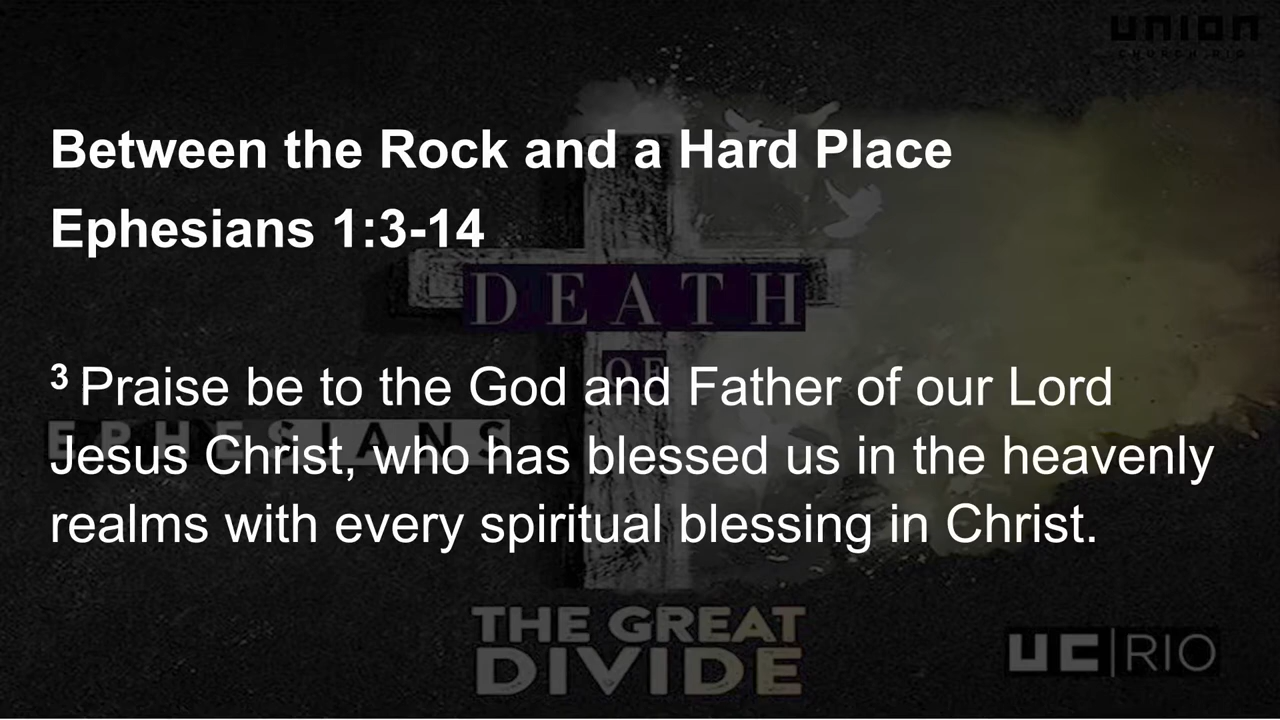 UNION
CHURCH RIO
Between the Rock and a Hard Place
Ephesians 1:3-14
DEATH
OF
3 Praise be to the God and Father of our Lord
EPHESIANS
Jesus Christ, who has blessed us in the heavenly
realms with every spiritual blessing in Christ.
THE GREAT
DIVIDE
UC|RIO